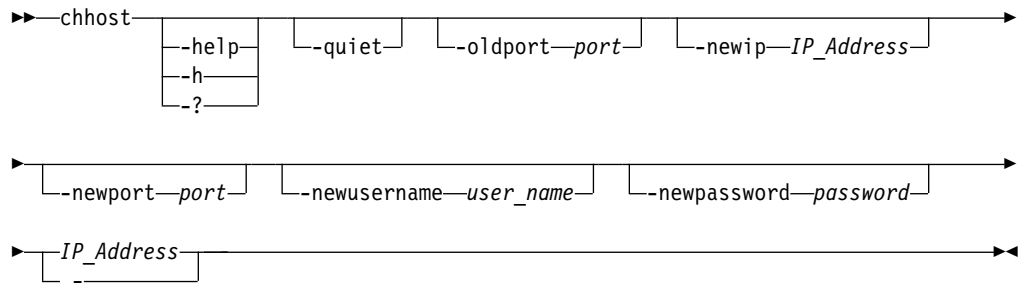 chhost
-help -quiet -oldport port -newip IP_Address
-h
-?
-newport port -newusername user_name -newpassword password
IP_Address
-